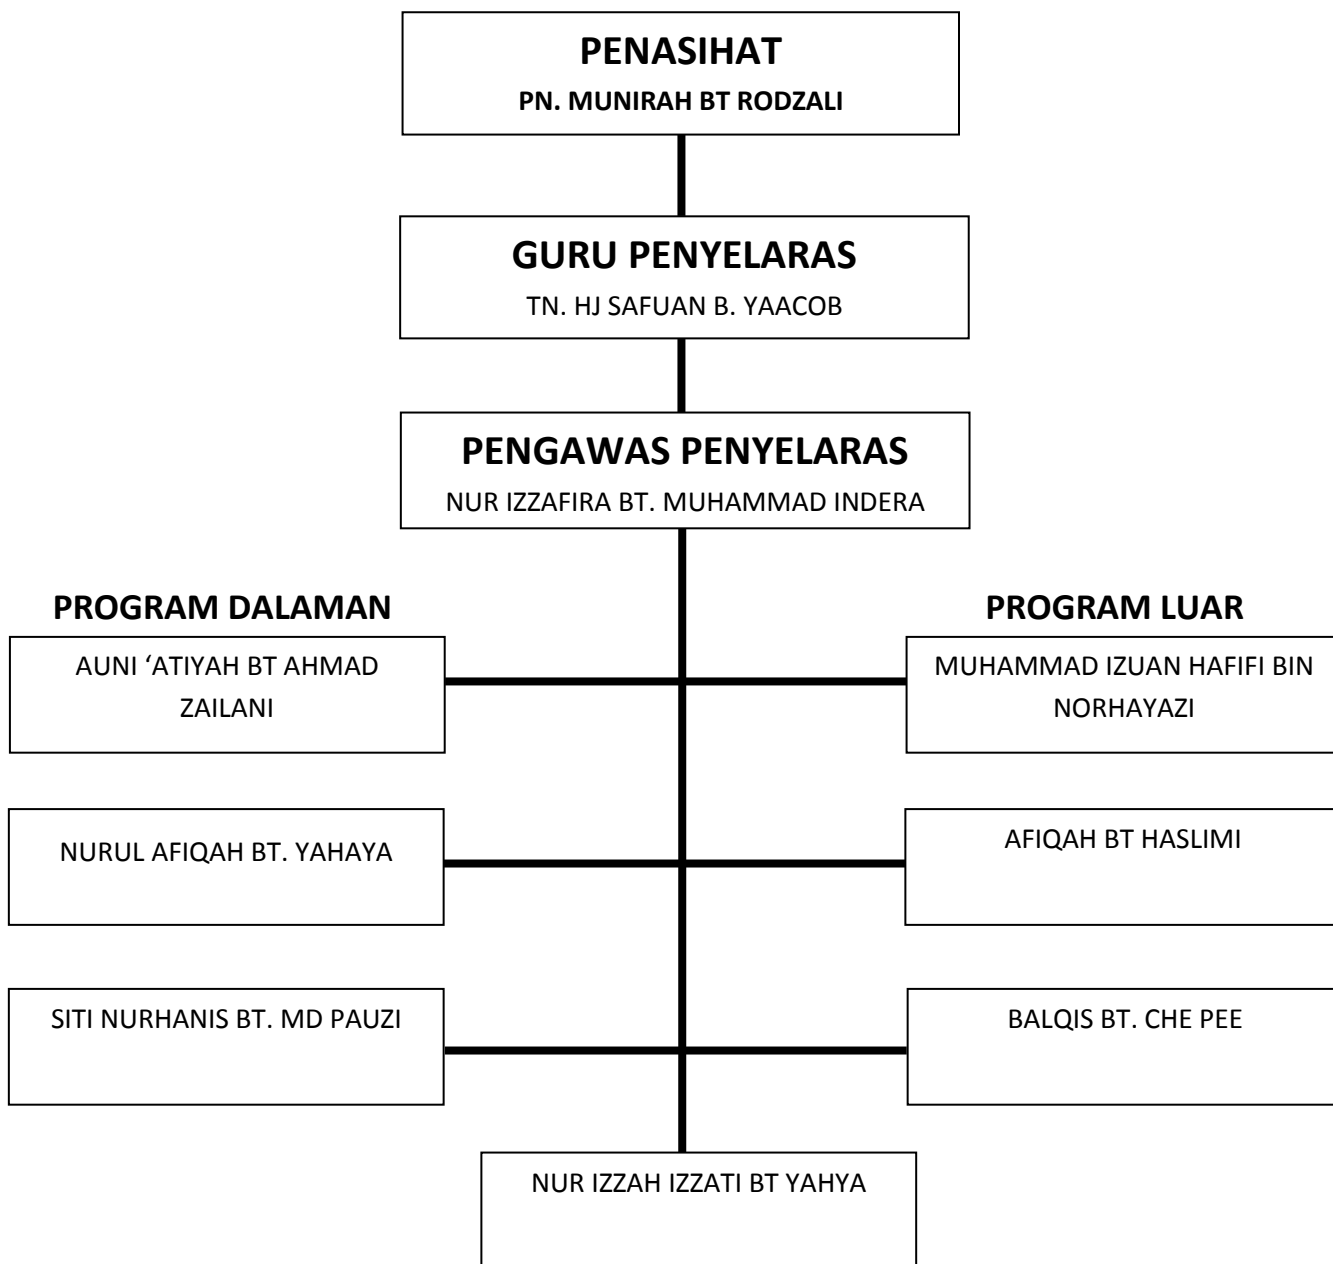 PENASIHAT
PN. MUNIRAH BT RODZALI
GURU PENYELARAS
TN. HJ SAFUAN B. YAACOB
PENGAWAS PENYELARAS
NUR IZZAFIRA BT. MUHAMMAD INDERA
PROGRAM DALAMAN
PROGRAM LUAR
AUNI ‘ATIYAH BT AHMAD
ZAILANI
MUHAMMAD IZUAN HAFIFI BIN
NORHAYAZI
NURUL AFIQAH BT. YAHAYA
AFIQAH BT HASLIMI
SITI NURHANIS BT. MD PAUZI
BALQIS BT. CHE PEE
NUR IZZAH IZZATI BT YAHYA